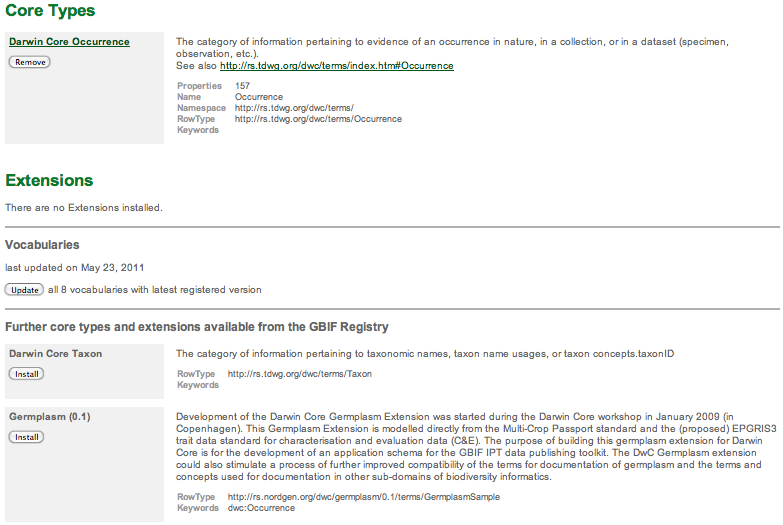 Core Types
Darwin Core Occurrence
Remove
The category of information pertaining to evidence of an occurrence in nature, in a collection, or in a dataset (specimen,
observation, etc.).
See also http://rs.tdwg.org/dwc/terms/index.htm#Occurrence
Properties 157
Name Occurrence
Namespace http://rs.tdwg.org/dwc/terms/
RowType http://rs.tdwg.org/dwc/terms/Occurrence
Keywords
Extensions
There are no Extensions installed.
Vocabularies
last updated on May 23, 2011
Update all 8 vocabularies with latest registered version
Further core types and extensions available from the GBIF Registry
Darwin Core Taxon
Install
The category of information pertaining to taxonomic names, taxon name usages, or taxon concepts.taxonID
RowType http://rs.tdwg.org/dwc/terms/Taxon
Keywords
Germplasm (0.1)
Install
Development of the Darwin Core Germplasm Extension was started during the Darwin Core workshop in January 2009 (in
Copenhagen). This Germplasm Extension is modelled directly from the Multi-Crop Passport standard and the (proposed) EPGRIS3
trait data standard for characterisation and evaluation data (C&E). The purpose of building this germplasm extension for Darwin
Core is for the development of an application schema for the GBIF IPT data publishing toolkit. The DwC Germplasm extension
could also stimulate a process of further improved compatibility of the terms for documentation of germplasm and the terms and
concepts used for documentation in other sub-domains of biodiversity informatics.
RowType http://rs.nordgen.org/dwc/germplasm/0.1/terms/GermplasmSample
Keywords dwc:Occurrence